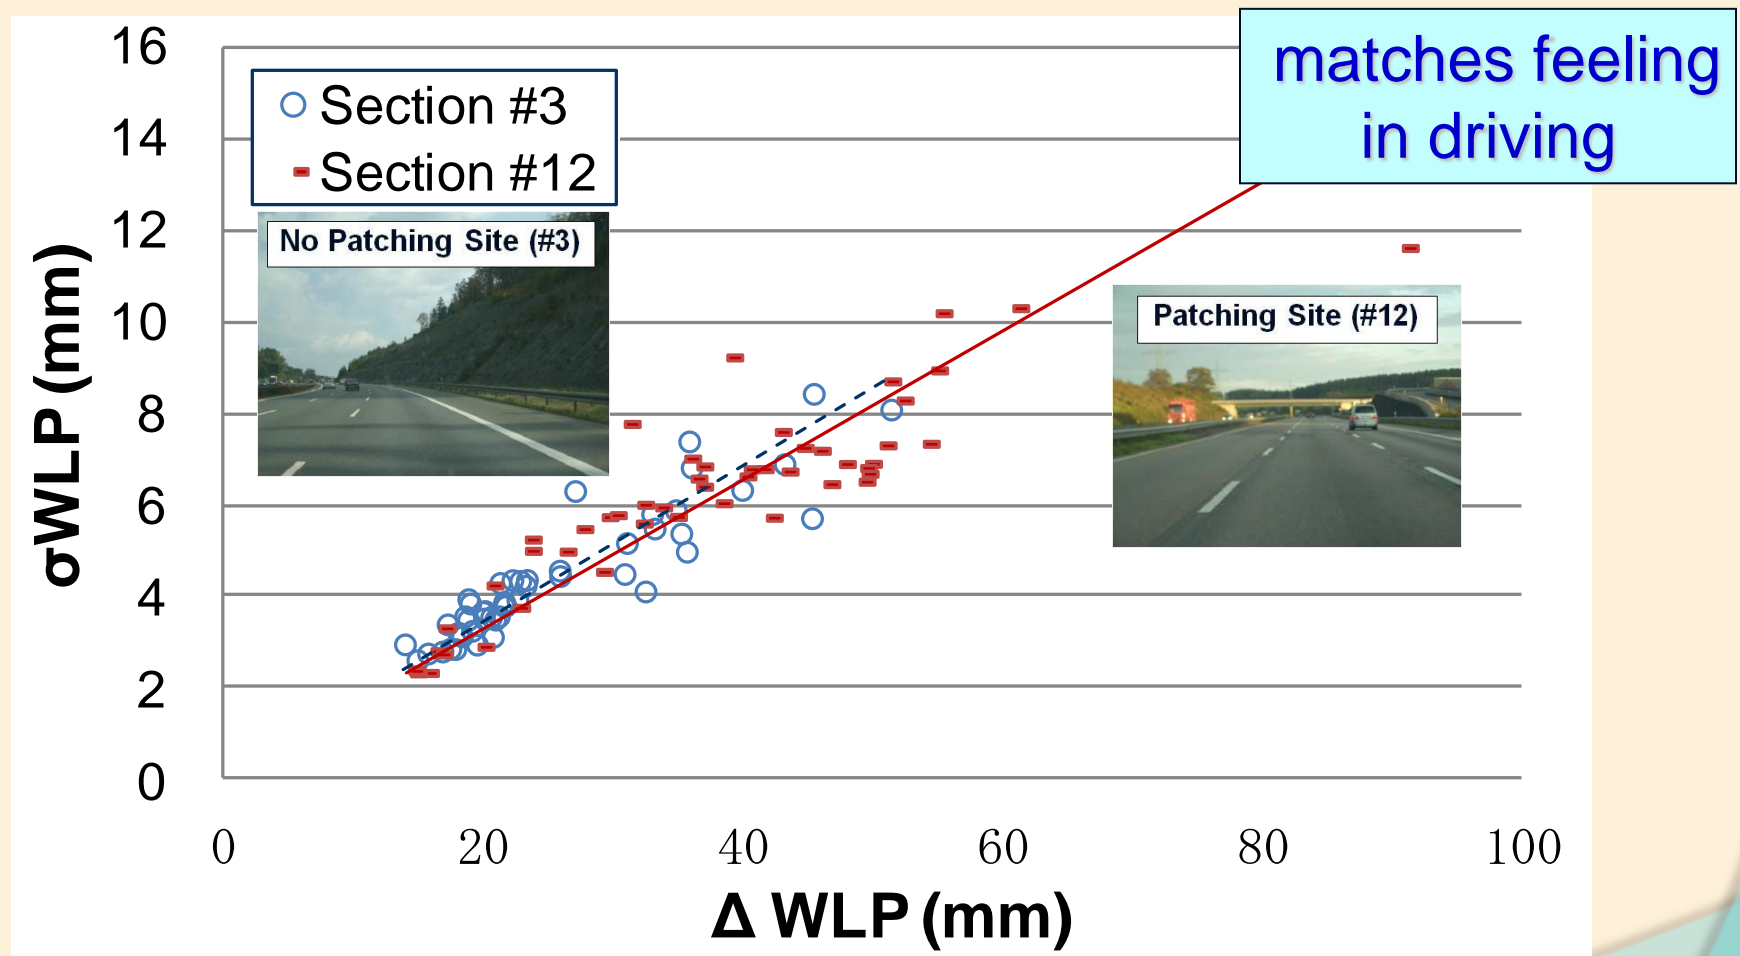 matches feeling
in driving
16
14
12
10
8
6
4
2
0
σWLP (mm)
Section #3
Section #12
No Patching Site (#3)
Patching Site (#12)
0 20 40 60 80 100
Δ WLP (mm)